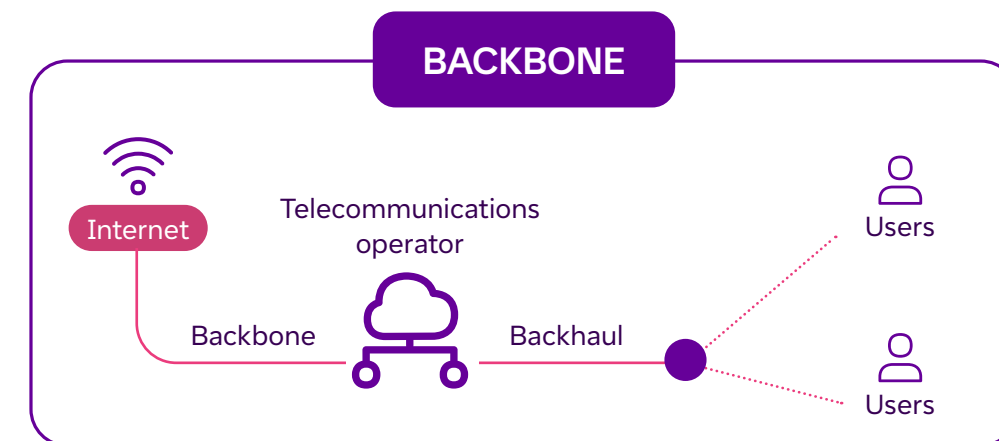 BACKBONE
Internet
Telecommunications
operator
Backbone
Backhaul
Users
Users